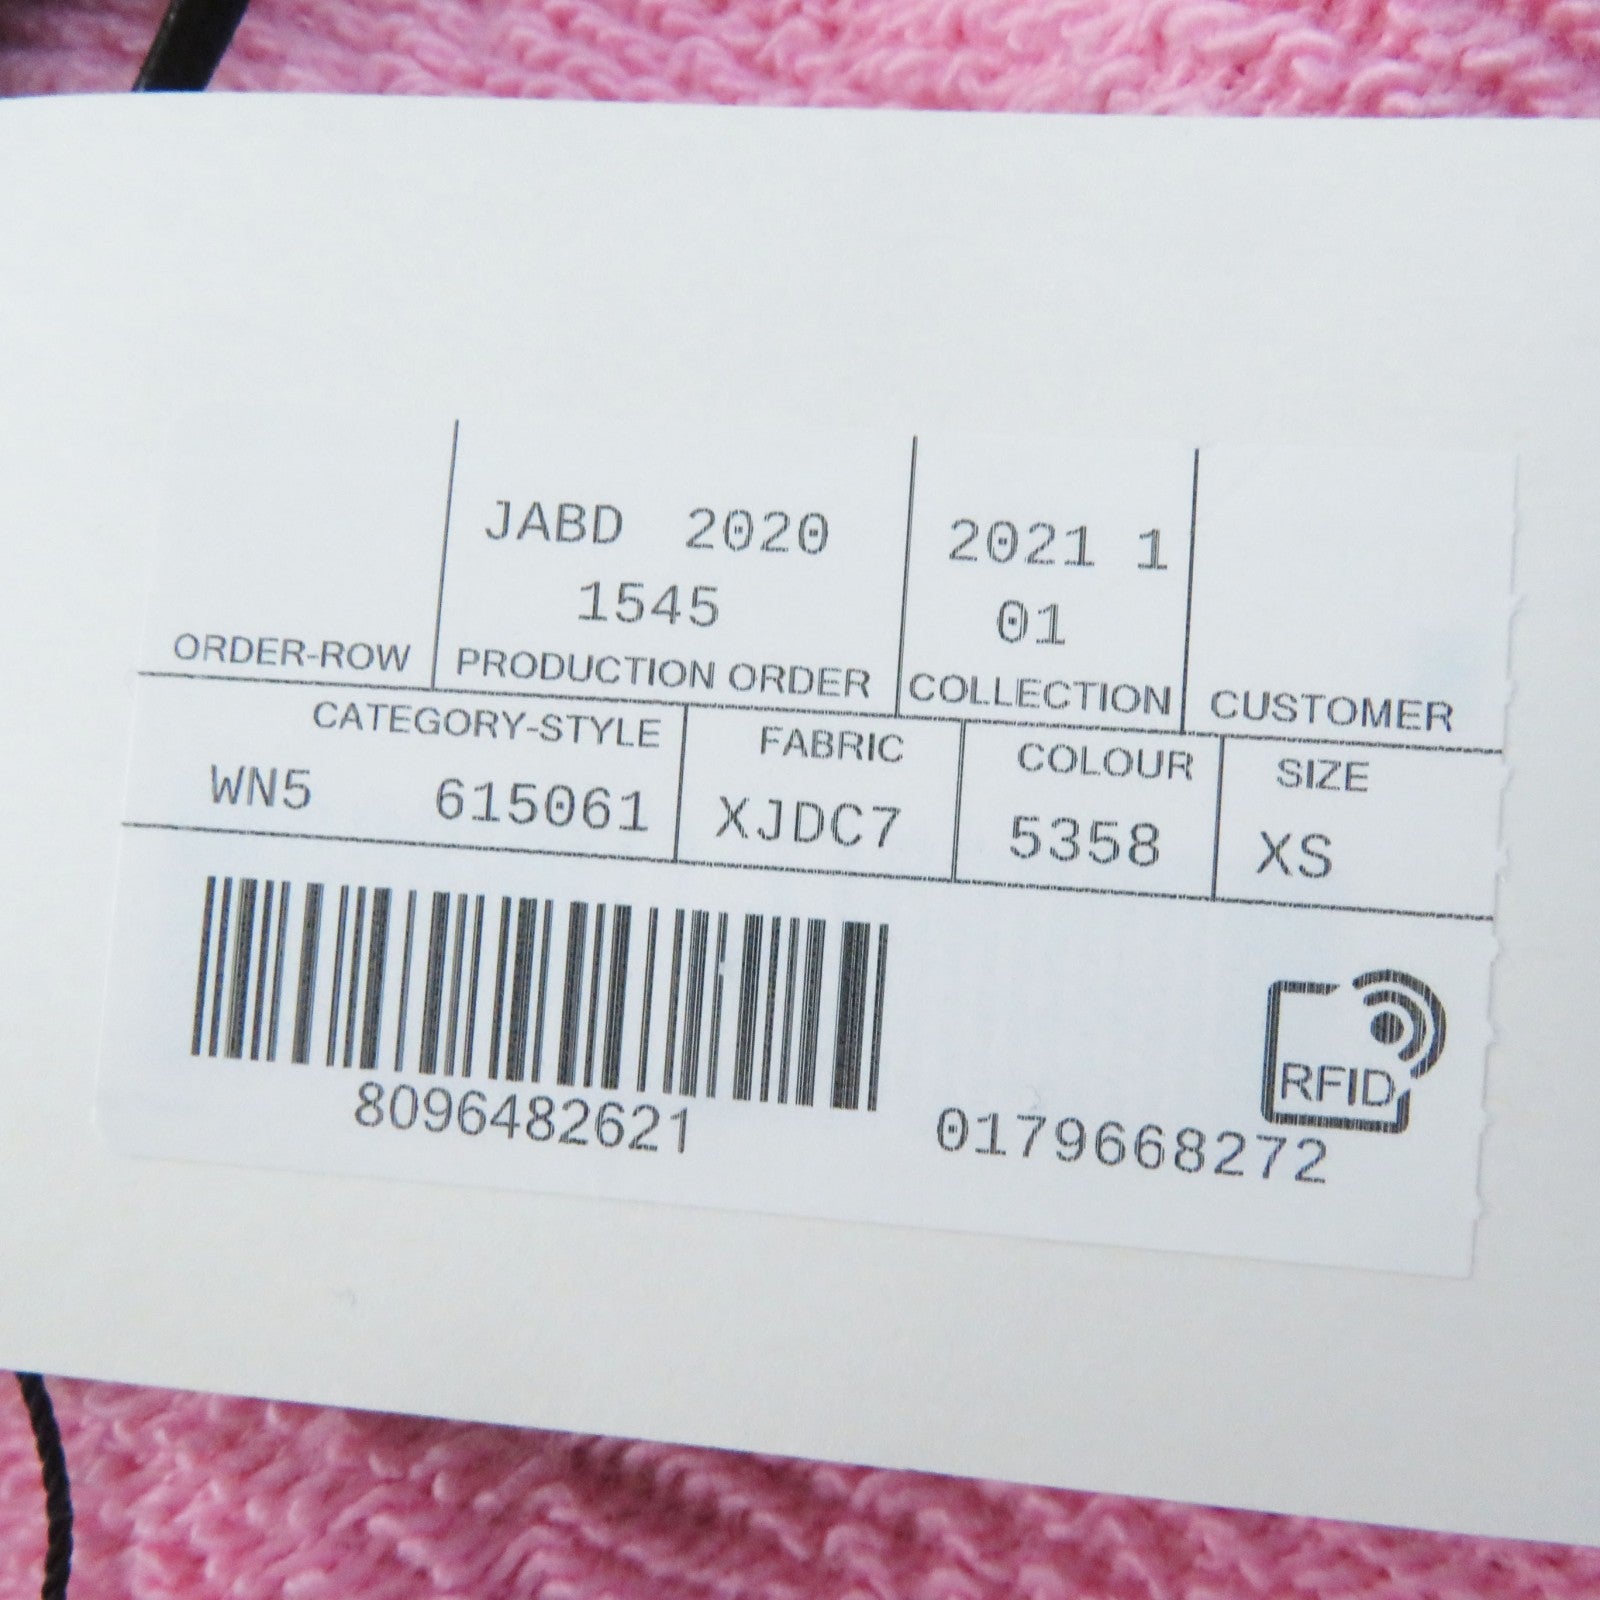 JABD 2020 2021 1
1545 01
ORDER-ROW PRODUCTION ORDER COLLECTION CUSTOMER
CATEGORY-STYLE FABRIC COLOUR SIZE
WN5 615061 XJDC7 5358 XS
RFID
8096482621 0179668272